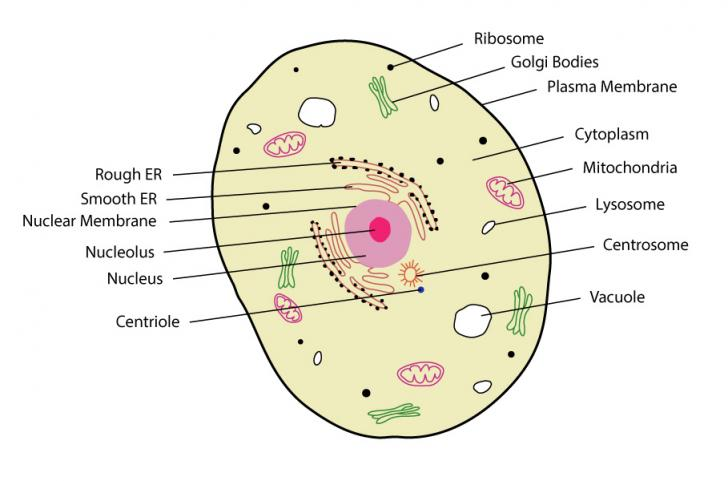 Ribosome
Golgi Bodies
Plasma Membrane
Cytoplasm
Mitochondria
Lysosome
Centrosome
Vacuole
Rough ER
Smooth ER
Nuclear Membrane
Nucleolus
Nucleus
Centriole